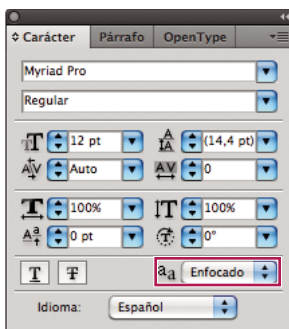 Carácter Párrafo OpenType
Myriad Pro
Regular
12 pt (14,4 pt)
Auto 0
100% 100%
0 pt 0°
T T aa Enfocado
Idioma: Español